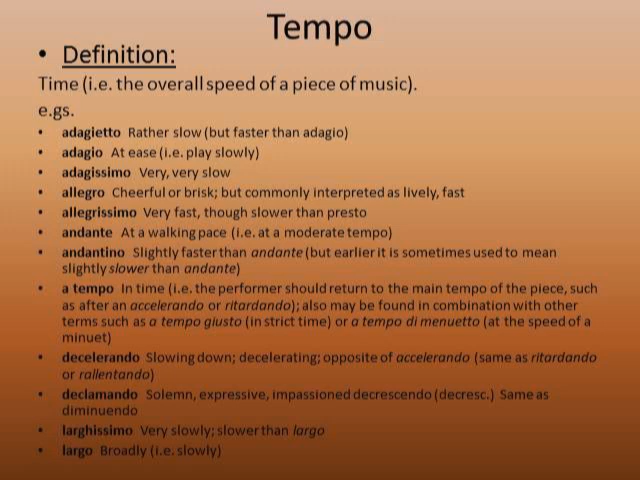 Tempo
• Definition:
Time (i.e. the overall speed of a piece of music).
e.gs.
• adagietto Rather slow (but faster than adagio)
• adagio At ease (i.e. play slowly)
• adagissimo Very, very slow
• allegro Cheerful or brisk; but commonly interpreted as lively, fast
• allegrissimo Very fast, though slower than presto
• andante At a walking pace (i.e. at a moderate tempo)
• andantino Slightly faster than andante (but earlier it is sometimes used to mean
slightly slower than andante)
• a tempo In time (i.e. the performer should return to the main tempo of the piece, such
as after an accelerando or ritardando); also may be found in combination with other
terms such as a tempo giusto (in strict time) or a tempo di menuetto (at the speed of a
minuet)
• decelerando Slowing down; decelerating; opposite of accelerando (same as ritardando
or rallentando)
• declamando Solemn, expressive, impassioned decrescendo (decresc.) Same as
diminuendo
• larghissimo Very slowly; slower than largo
• largo Broadly (i.e. slowly)